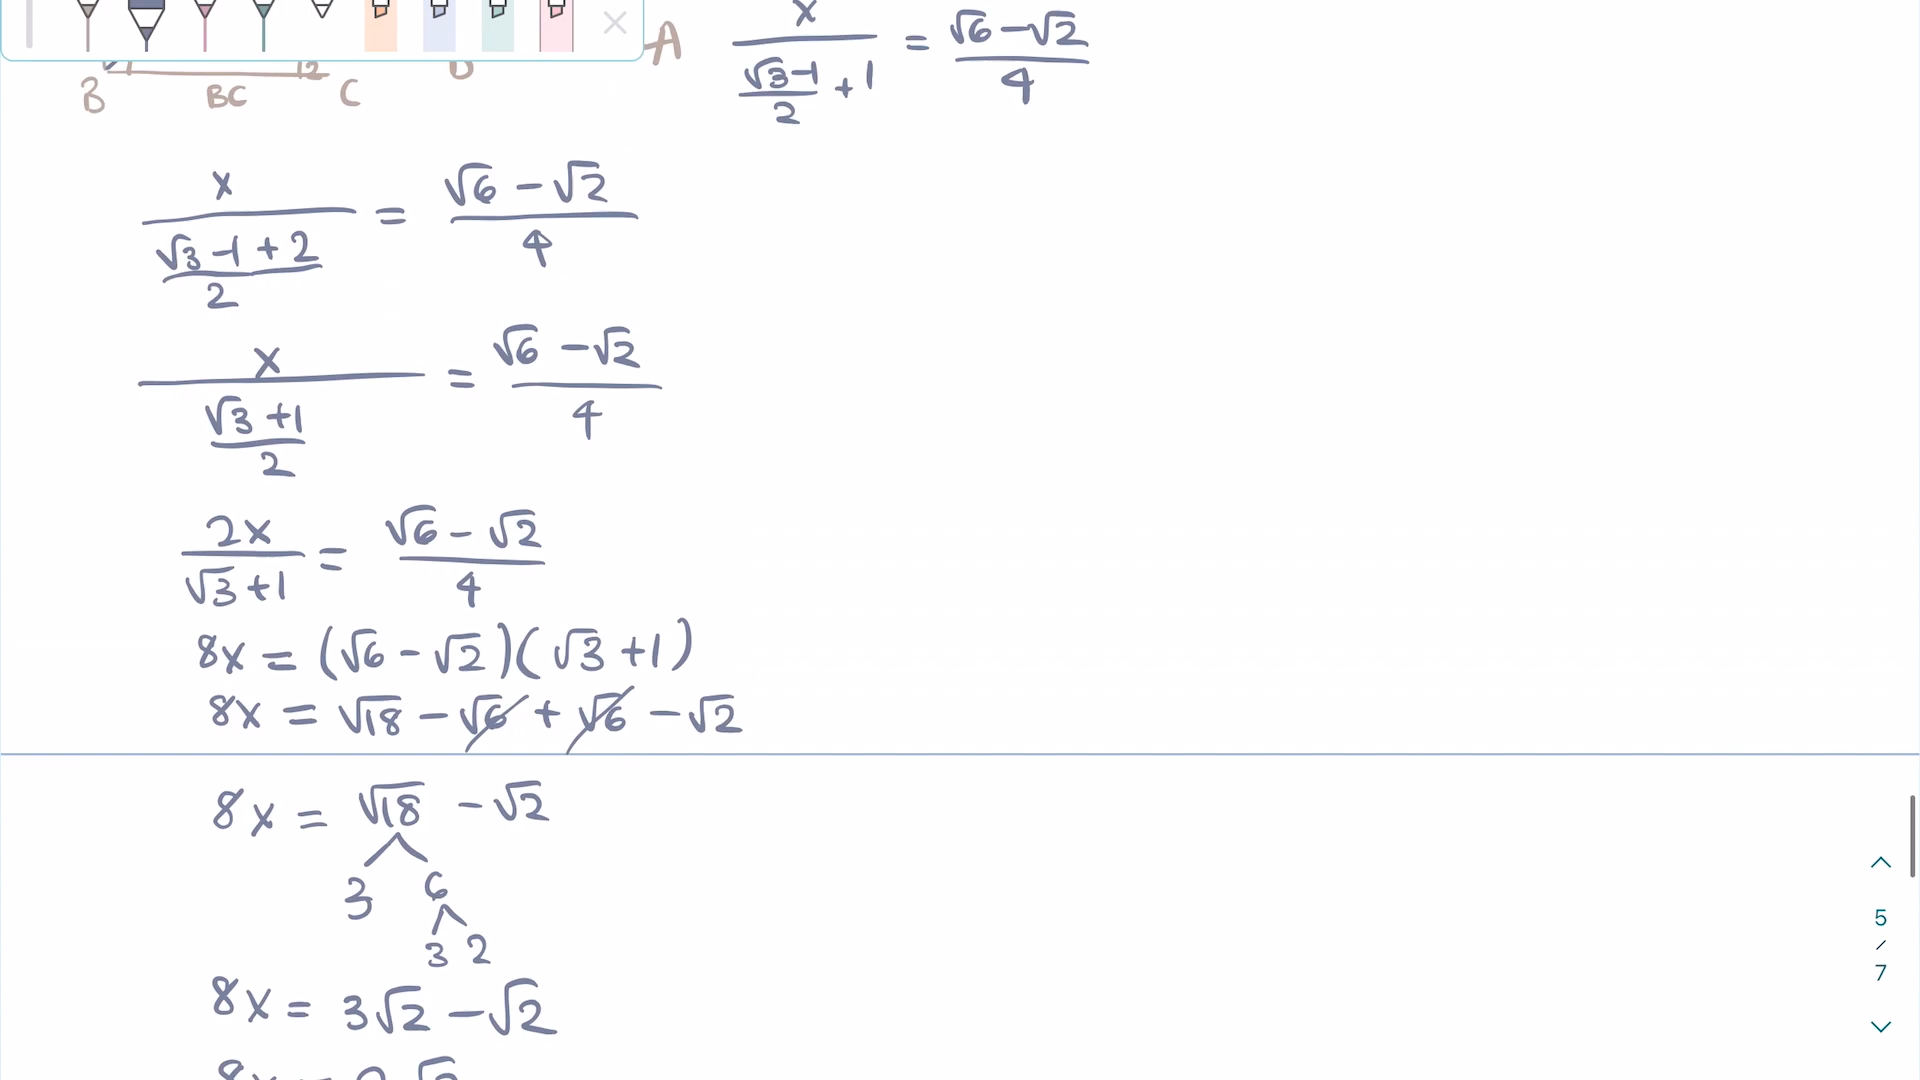 A x/((√3-1)/2 + 1) = (√6-√2)/4
B BC 12 C D
x/((√3-1+2)/2) = (√6-√2)/4
x/((√3+1)/2) = (√6-√2)/4
2x/(√3+1) = (√6-√2)/4
8x = (√6-√2)(√3+1)
8x = √18-√6+√6-√2
8x = √18-√2
3 6
3 2
8x = 3√2-√2
5
/
7